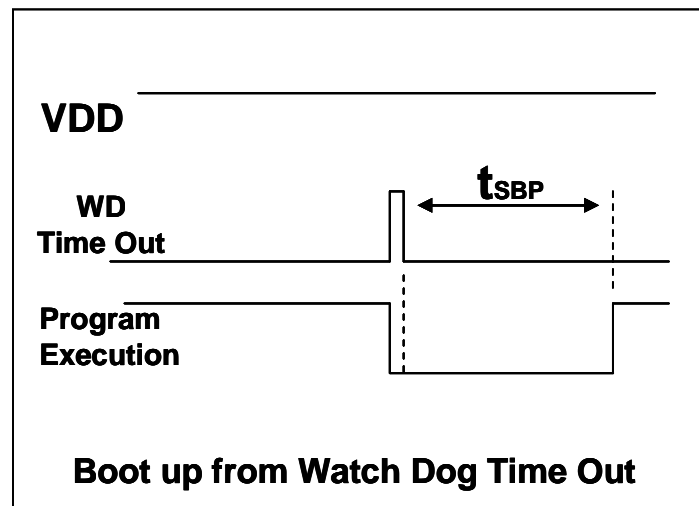 VDD
tSBP
WD
Time Out
Program
Execution
Boot up from Watch Dog Time Out